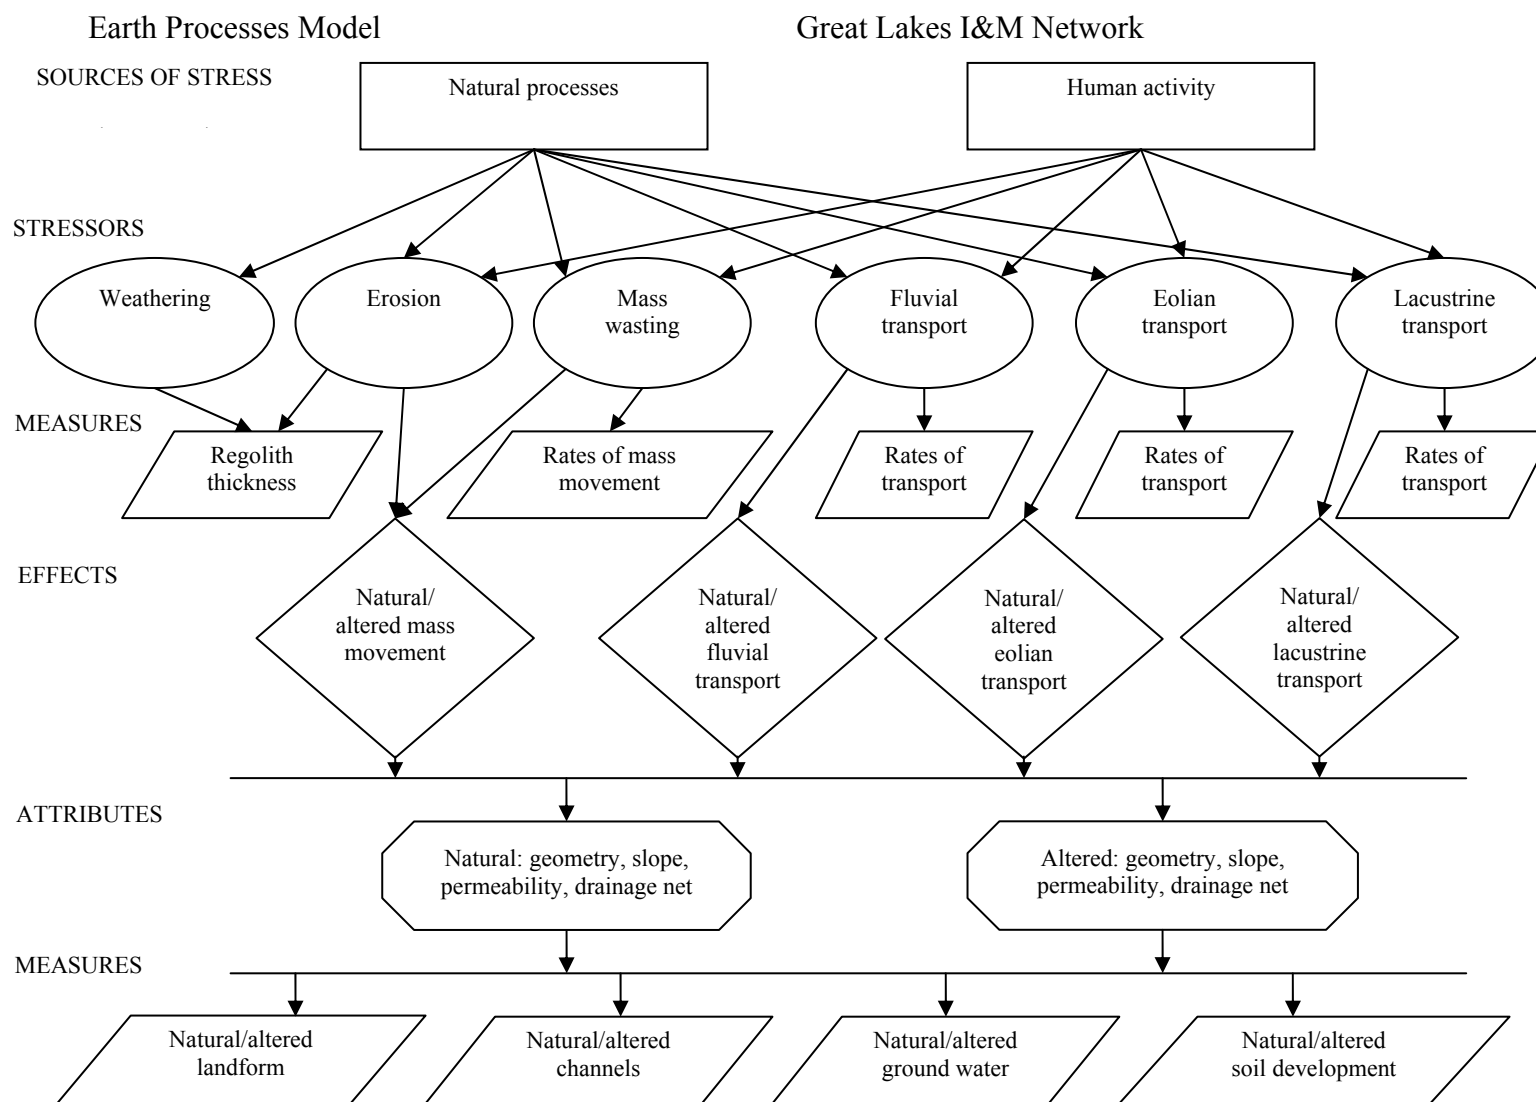 Earth Processes Model
Great Lakes I&M Network
SOURCES OF STRESS
Natural processes
Human activity
STRESSORS
Weathering
Erosion
Mass
wasting
Fluvial
transport
Eolian
transport
Lacustrine
transport
MEASURES
Regolith
thickness
Rates of mass
movement
Rates of
transport
Rates of
transport
Rates of
transport
EFFECTS
Natural/
altered mass
movement
Natural/
altered
fluvial
transport
Natural/
altered
eolian
transport
Natural/
altered
lacustrine
transport
ATTRIBUTES
Natural: geometry, slope,
permeability, drainage net
Altered: geometry, slope,
permeability, drainage net
MEASURES
Natural/altered
landform
Natural/altered
channels
Natural/altered
ground water
Natural/altered
soil development